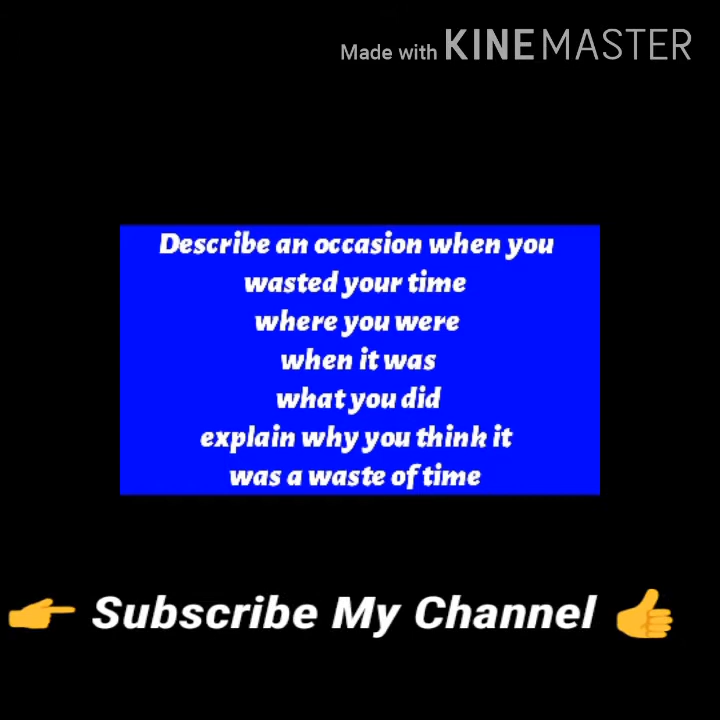 Made with KINEMASTER
Describe an occasion when you
wasted your time
where you were
when it was
what you did
explain why you think it
was a waste of time
Subscribe My Channel